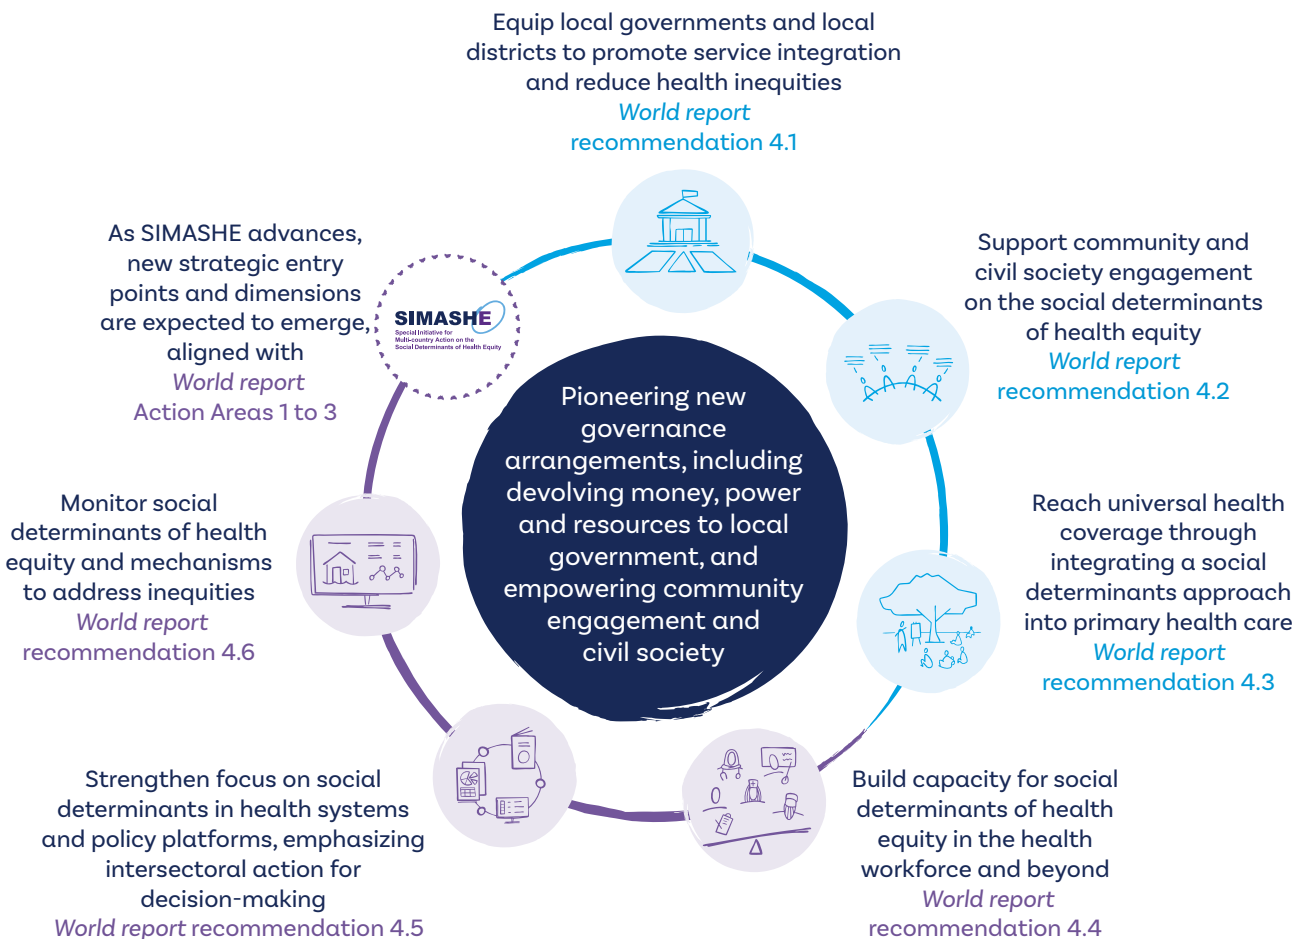 Equip local governments and local
districts to promote service integration
and reduce health inequities
World report
recommendation 4.1
Support community and
civil society engagement
on the social determinants
of health equity
World report
recommendation 4.2
Reach universal health
coverage through
integrating a social
determinants approach
into primary health care
World report
recommendation 4.3
Build capacity for social
determinants of health
equity in the health
workforce and beyond
World report
recommendation 4.4
Strengthen focus on social
determinants in health systems
and policy platforms, emphasizing
intersectoral action for
decision-making
World report recommendation 4.5
Monitor social
determinants of health
equity and mechanisms
to address inequities
World report
recommendation 4.6
As SIMASHE advances,
new strategic entry
points and dimensions
are expected to emerge,
aligned with
World report
Action Areas 1 to 3
SIMASHE
Special Initiative for
Multi-country Action on the
Social Determinants of Health Equity
Pioneering new
governance
arrangements, including
devolving money, power
and resources to local
government, and
empowering community
engagement and
civil society